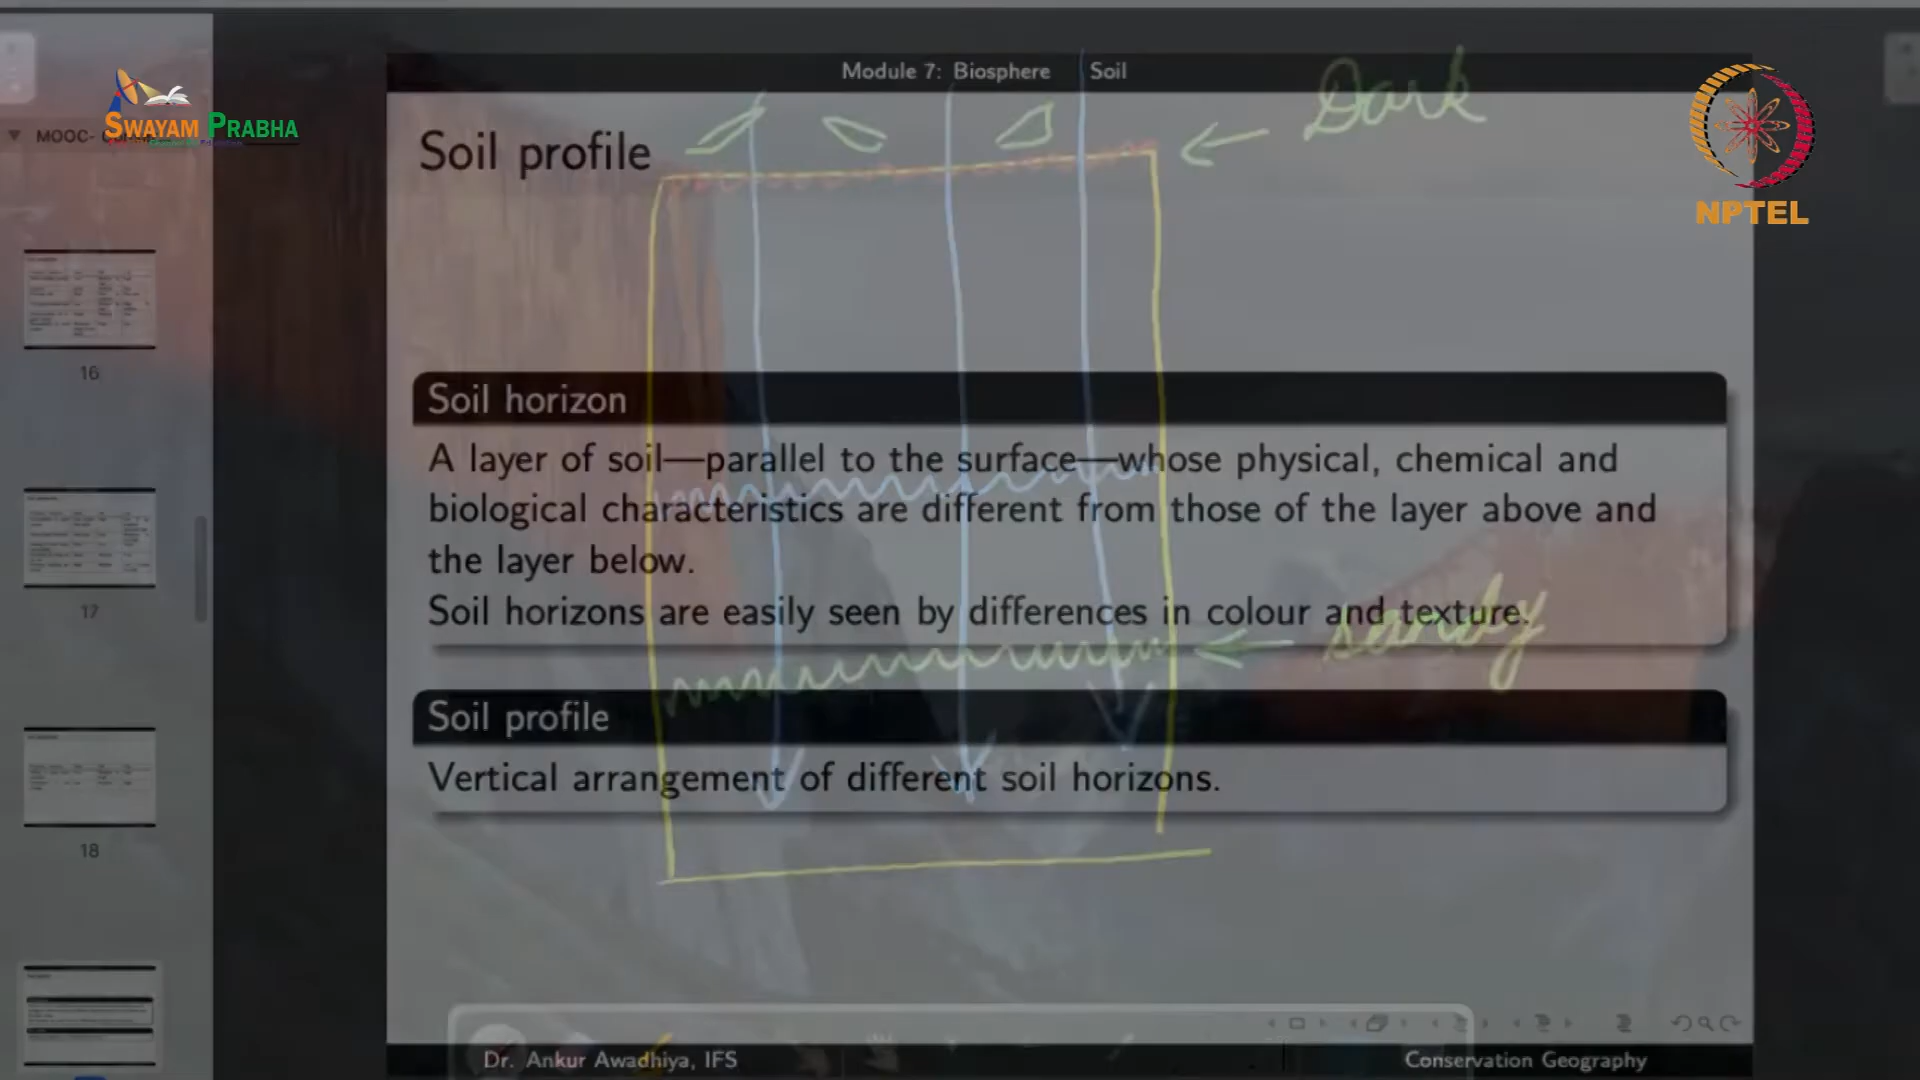 Module 7: Biosphere Soil
Dark
SWAYAM PRABHA
MOOC-
NPTEL
Soil profile
16
Soil horizon
A layer of soil—parallel to the surface—whose physical, chemical and
biological characteristics are different from those of the layer above and
the layer below.
Soil horizons are easily seen by differences in colour and texture.
sandy
17
Soil profile
Vertical arrangement of different soil horizons.
18
Dr. Ankur Awadhiya, IFS
Conservation Geography